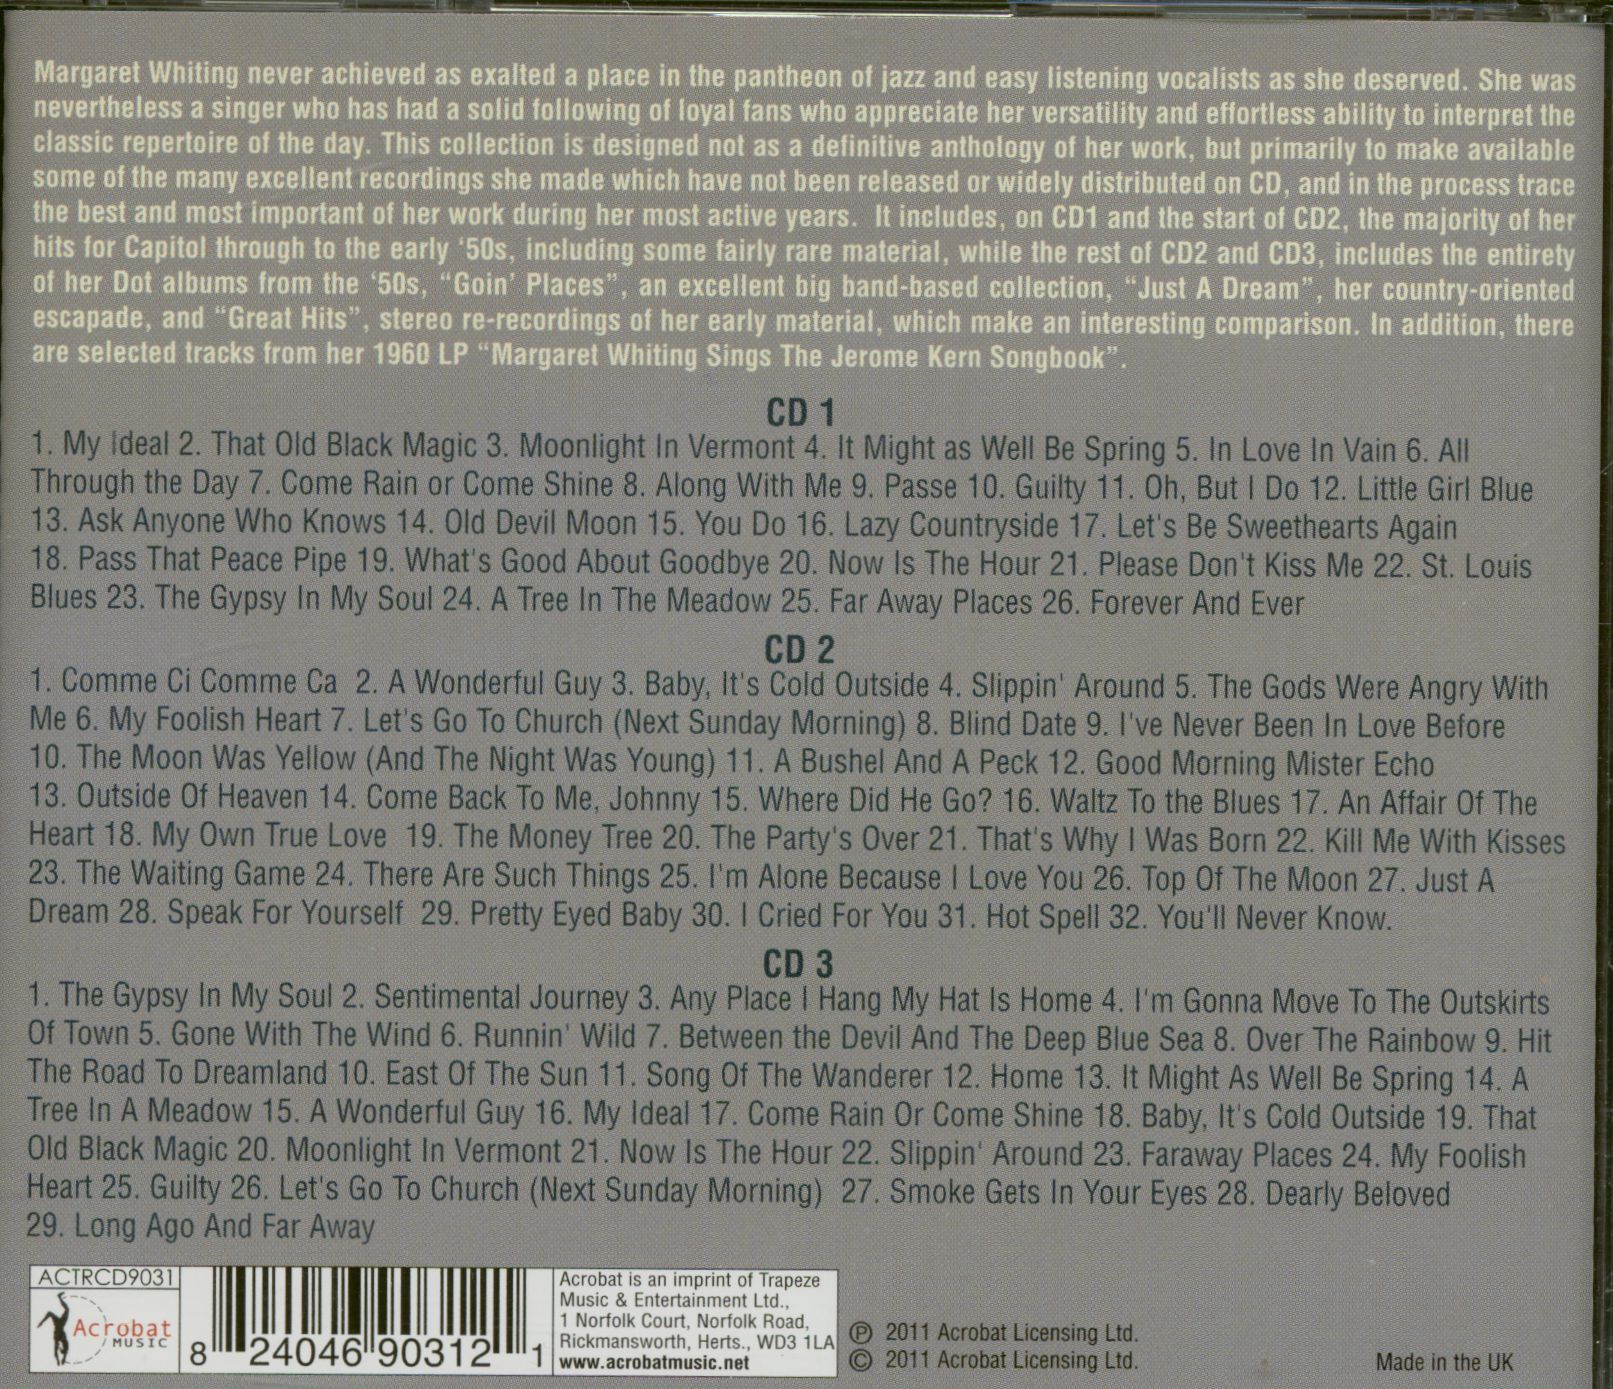 Margaret Whiting never achieved as exalted a place in the pantheon of jazz and easy listening vocalists as she deserved. She was
nevertheless a singer who has had a solid following of loyal fans who appreciate her versatility and effortless ability to interpret the
classic repertoire of the day. This collection is designed not as a definitive anthology of her work, but primarily to make available
some of the many excellent recordings she made which have not been released or widely distributed on CD, and in the process trace
the best and most important of her work during her most active years. It includes, on CD1 and the start of CD2, the majority of her
hits for Capitol through to the early ‘50s, including some fairly rare material, while the rest of CD2 and CD3, includes the entirety
of her Dot albums from the ‘50s, “Goin’ Places”, an excellent big band-based collection, “Just A Dream”, her country-oriented
escapade, and “Great Hits”, stereo re-recordings of her early material, which make an interesting comparison. In addition, there
are selected tracks from her 1960 LP “Margaret Whiting Sings The Jerome Kern Songbook”.
CD 1
1. My Ideal 2. That Old Black Magic 3. Moonlight In Vermont 4. It Might as Well Be Spring 5. In Love In Vain 6. All
Through the Day 7. Come Rain or Come Shine 8. Along With Me 9. Passe 10. Guilty 11. Oh, But I Do 12. Little Girl Blue
13. Ask Anyone Who Knows 14. Old Devil Moon 15. You Do 16. Lazy Countryside 17. Let's Be Sweethearts Again
18. Pass That Peace Pipe 19. What's Good About Goodbye 20. Now Is The Hour 21. Please Don't Kiss Me 22. St. Louis
Blues 23. The Gypsy In My Soul 24. A Tree In The Meadow 25. Far Away Places 26. Forever And Ever
CD 2
1. Comme Ci Comme Ca 2. A Wonderful Guy 3. Baby, It's Cold Outside 4. Slippin' Around 5. The Gods Were Angry With
Me 6. My Foolish Heart 7. Let's Go To Church (Next Sunday Morning) 8. Blind Date 9. I've Never Been In Love Before
10. The Moon Was Yellow (And The Night Was Young) 11. A Bushel And A Peck 12. Good Morning Mister Echo
13. Outside Of Heaven 14. Come Back To Me, Johnny 15. Where Did He Go? 16. Waltz To the Blues 17. An Affair Of The
Heart 18. My Own True Love 19. The Money Tree 20. The Party's Over 21. That's Why I Was Born 22. Kill Me With Kisses
23. The Waiting Game 24. There Are Such Things 25. I'm Alone Because I Love You 26. Top Of The Moon 27. Just A
Dream 28. Speak For Yourself 29. Pretty Eyed Baby 30. I Cried For You 31. Hot Spell 32. You'll Never Know.
CD 3
1. The Gypsy In My Soul 2. Sentimental Journey 3. Any Place I Hang My Hat Is Home 4. I'm Gonna Move To The Outskirts
Of Town 5. Gone With The Wind 6. Runnin' Wild 7. Between the Devil And The Deep Blue Sea 8. Over The Rainbow 9. Hit
The Road To Dreamland 10. East Of The Sun 11. Song Of The Wanderer 12. Home 13. It Might As Well Be Spring 14. A
Tree In A Meadow 15. A Wonderful Guy 16. My Ideal 17. Come Rain Or Come Shine 18. Baby, It's Cold Outside 19. That
Old Black Magic 20. Moonlight In Vermont 21. Now Is The Hour 22. Slippin' Around 23. Faraway Places 24. My Foolish
Heart 25. Guilty 26. Let's Go To Church (Next Sunday Morning) 27. Smoke Gets In Your Eyes 28. Dearly Beloved
29. Long Ago And Far Away
ACTRCD9031
Acrobat
MUSIC
8 24046 90312 1
Acrobat is an imprint of Trapeze
Music & Entertainment Ltd.,
1 Norfolk Court, Norfolk Road,
Rickmansworth, Herts., WD3 1LA
www.acrobatmusic.net
℗ 2011 Acrobat Licensing Ltd.
© 2011 Acrobat Licensing Ltd.
Made in the UK